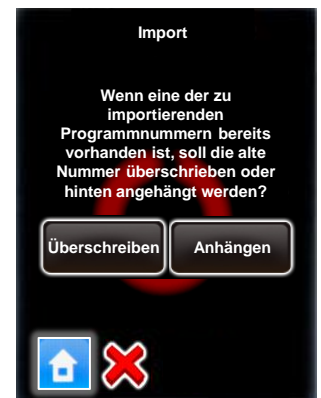 Import
Wenn eine der zu
importierenden
Programmnummern bereits
vorhanden ist, soll die alte
Nummer überschrieben oder
hinten angehängt werden?
Überschreiben Anhängen